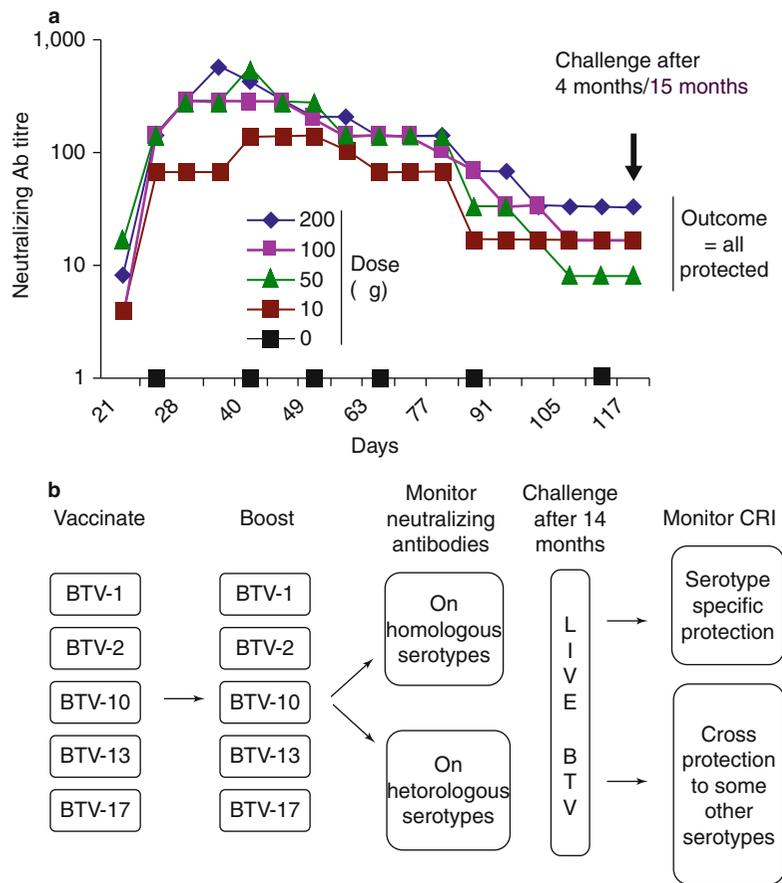 a
1,000
100
10
1
Neutralizing Ab titre
21
28
40
49
63
77
91
105
117
Days
200
100
50
10
0
Dose
( g)
Challenge after
4 months/15 months
Outcome
= all
protected
b
Vaccinate
BTV-1
BTV-2
BTV-10
BTV-13
BTV-17
Boost
BTV-1
BTV-2
BTV-10
BTV-13
BTV-17
Monitor
neutralizing
antibodies
On
homologous
serotypes
On
hetorologous
serotypes
Challenge
after 14
months
LIVE
BTV
Monitor CRI
Serotype
specific
protection
Cross
protection
to some
other
serotypes